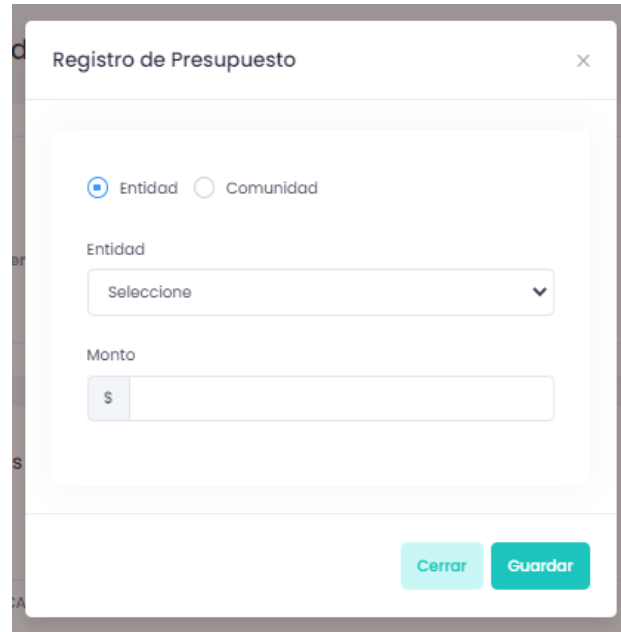 Registro de Presupuesto
Entidad Comunidad
Entidad
Seleccione
Monto
$
Cerrar Guardar